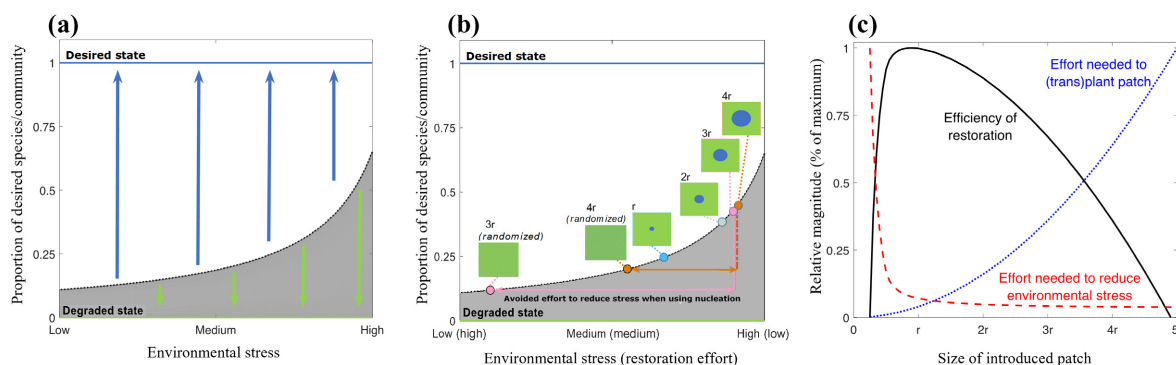 (a)
Proportion of desired species/community
1
0.75
0.5
0.25
0
Desired state
Degraded state
Low
Medium
High
Environmental stress
(b)
Proportion of desired species/community
1
0.75
0.5
0.25
0
Desired state
4r
3r
2r
r
4r
(randomized)
3r
(randomized)
Avoided effort to reduce stress when using nucleation
Degraded state
Low (high)
Medium (medium)
High (low)
Environmental stress (restoration effort)
(c)
Relative magnitude (% of maximum)
1
0.75
0.5
0.25
0
Effort needed to
(trans)plant patch
Efficiency of
restoration
Effort needed to reduce
environmental stress
0
r
2r
3r
4r
5r
Size of introduced patch